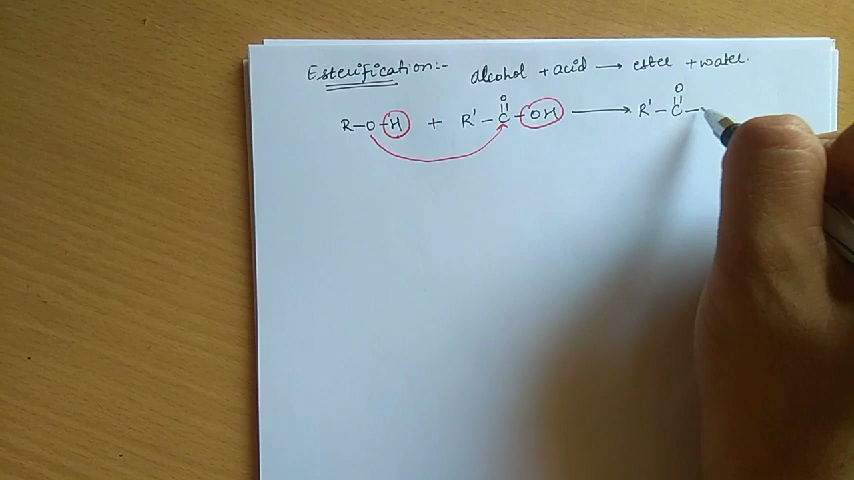 Esterification:- alcohol + acid → ester + water.
O O
R–O–H + R'–C–OH → R'–C–